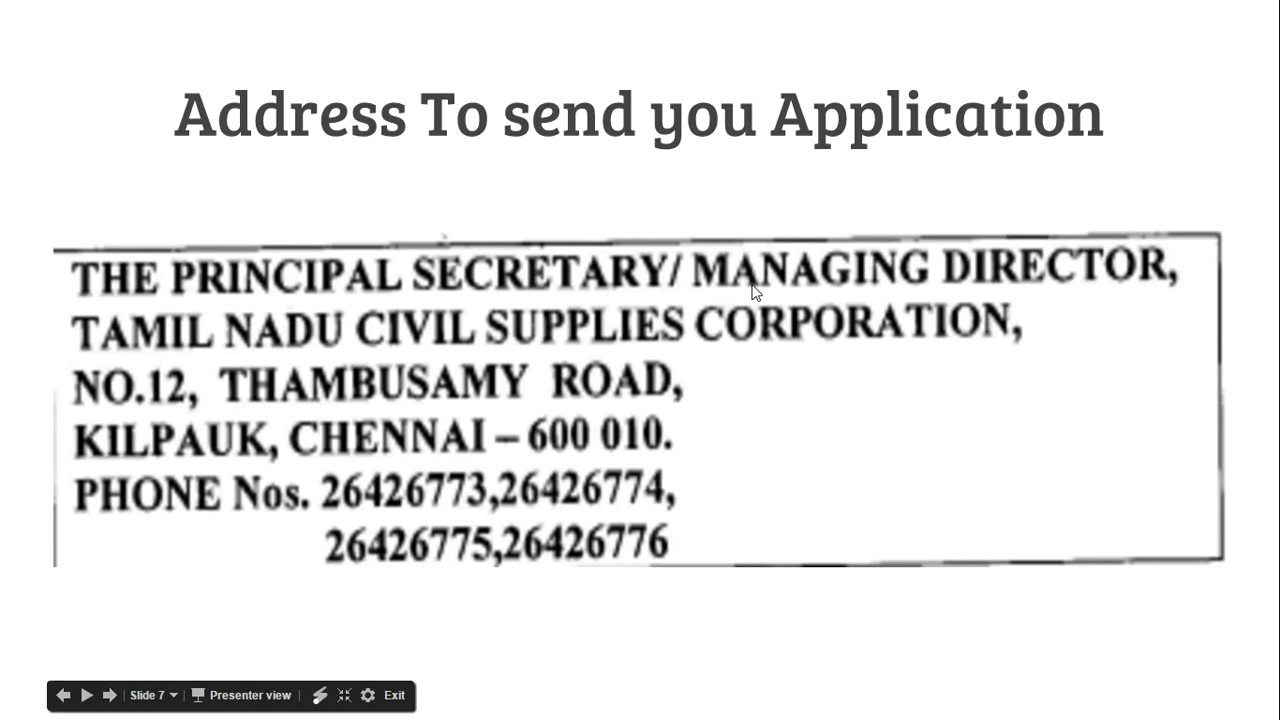 Address To send you Application
THE PRINCIPAL SECRETARY/ MANAGING DIRECTOR,
TAMIL NADU CIVIL SUPPLIES CORPORATION,
NO.12, THAMBUSAMY ROAD,
KILPAUK, CHENNAI – 600 010.
PHONE Nos. 26426773,26426774,
26426775,26426776
Slide 7 Presenter view Exit